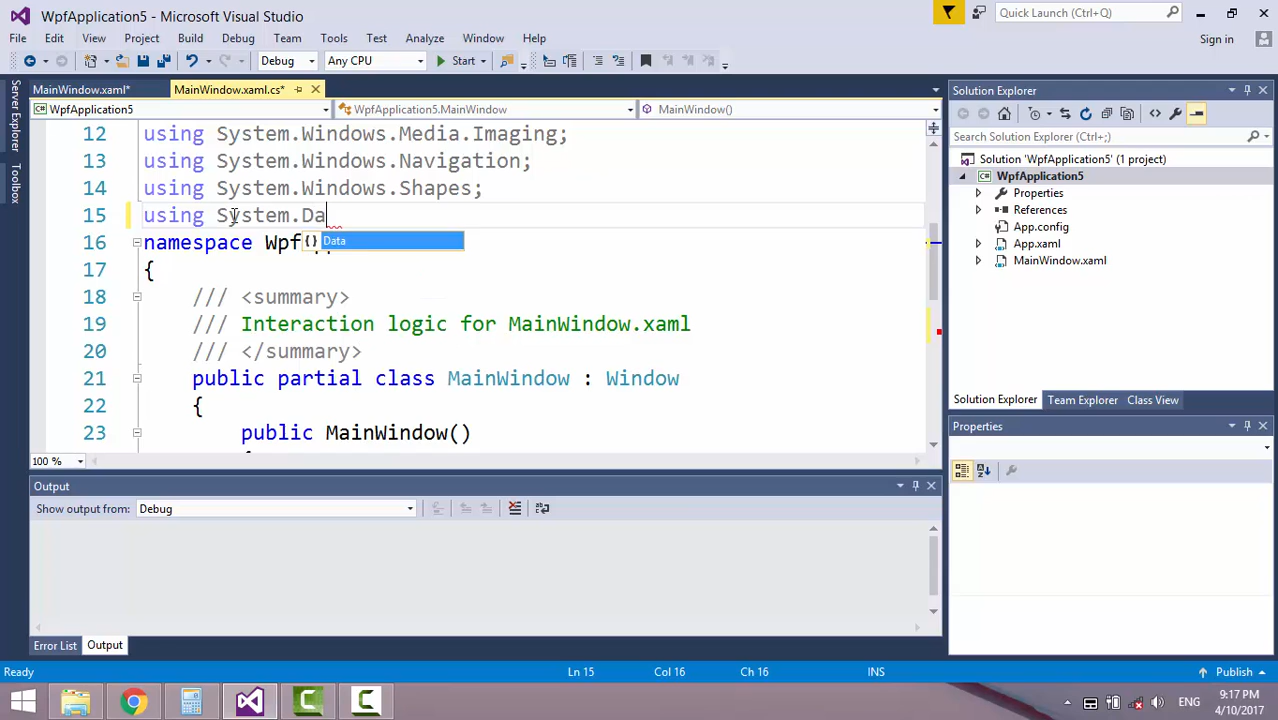 WpfApplication5 - Microsoft Visual Studio
Quick Launch (Ctrl+Q)
File Edit View Project Build Debug Team Tools Test Analyze Window Help
Sign in
Debug Any CPU Start
MainWindow.xaml* MainWindow.xaml.cs*
WpfApplication5 WpfApplication5.MainWindow MainWindow()
Server Explorer
Toolbox
12 using System.Windows.Media.Imaging;
13 using System.Windows.Navigation;
14 using System.Windows.Shapes;
15 using System.Da
Data
16 namespace Wpf
17 {
18 /// <summary>
19 /// Interaction logic for MainWindow.xaml
20 /// </summary>
21 public partial class MainWindow : Window
22 {
23 public MainWindow()
100 %
Solution Explorer
Search Solution Explorer (Ctrl+;)
Solution 'WpfApplication5' (1 project)
WpfApplication5
Properties
References
App.config
App.xaml
MainWindow.xaml
Solution Explorer Team Explorer Class View
Properties
Output
Show output from: Debug
Error List Output
Ready Ln 15 Col 16 Ch 16 INS Publish
ENG
9:17 PM
4/10/2017